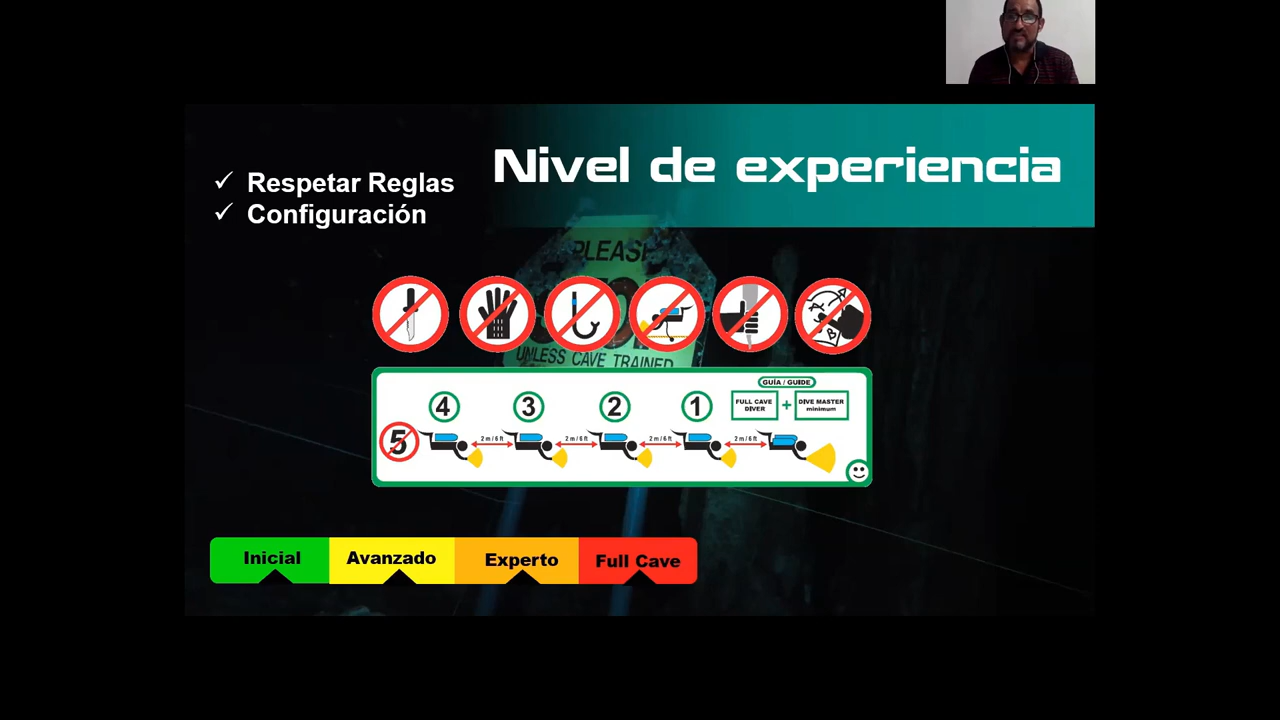 Nivel de experiencia
✓ Respetar Reglas
✓ Configuración
PLEASE
UNLESS CAVE TRAINED
GUÍA / GUIDE
4 3 2 1 FULL CAVE DIVER + DIVE MASTER minimum
5 2 m / 6 ft 2 m / 6 ft 2 m / 6 ft 2 m / 6 ft
Inicial Avanzado Experto Full Cave